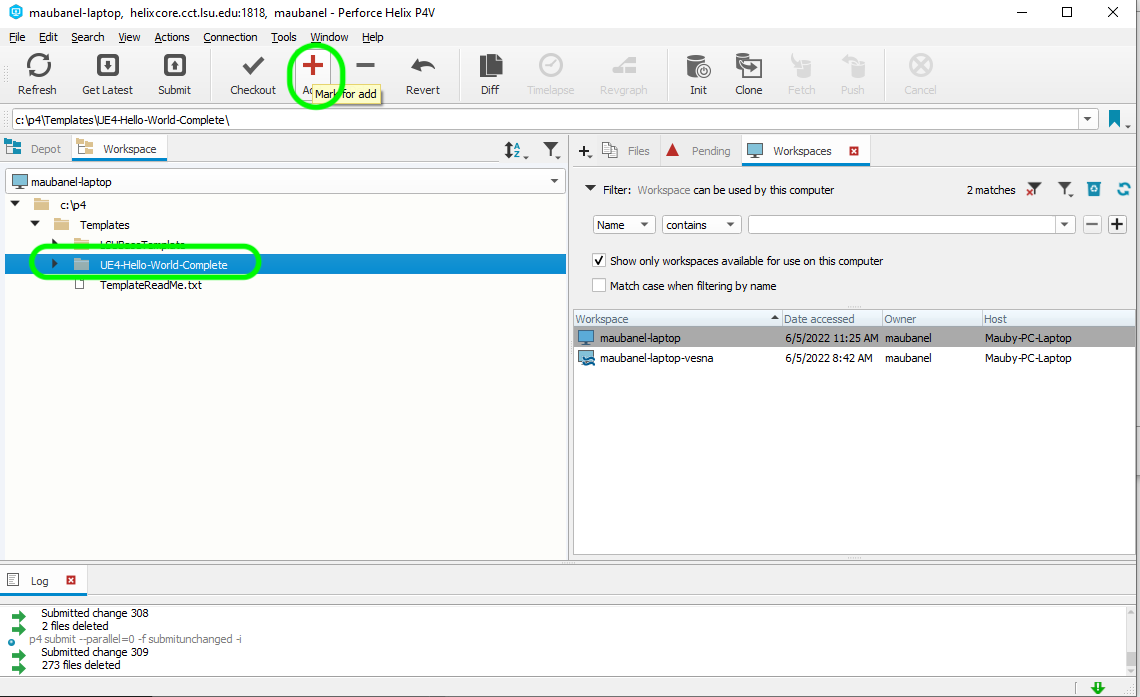 maubanel-laptop, helixcore.cct.lsu.edu:1818, maubanel - Perforce Helix P4V
File Edit Search View Actions Connection Tools Window Help
Refresh Get Latest Submit Checkout Revert Diff Timelapse Revgraph Init Clone Fetch Push Cancel
Mark for add
c:\p4\Templates\UE4-Hello-World-Complete\
Depot Workspace
Files Pending Workspaces
maubanel-laptop
Filter: Workspace can be used by this computer 2 matches
c:\p4
Templates
LSUBaseTemplate
UE4-Hello-World-Complete
TemplateReadMe.txt
Name contains
Show only workspaces available for use on this computer
Match case when filtering by name
Workspace Date accessed Owner Host
maubanel-laptop 6/5/2022 11:25 AM maubanel Mauby-PC-Laptop
maubanel-laptop-vesna 6/5/2022 8:42 AM maubanel Mauby-PC-Laptop
Log
Submitted change 308
2 files deleted
p4 submit --parallel=0 -f submitunchanged -i
Submitted change 309
273 files deleted